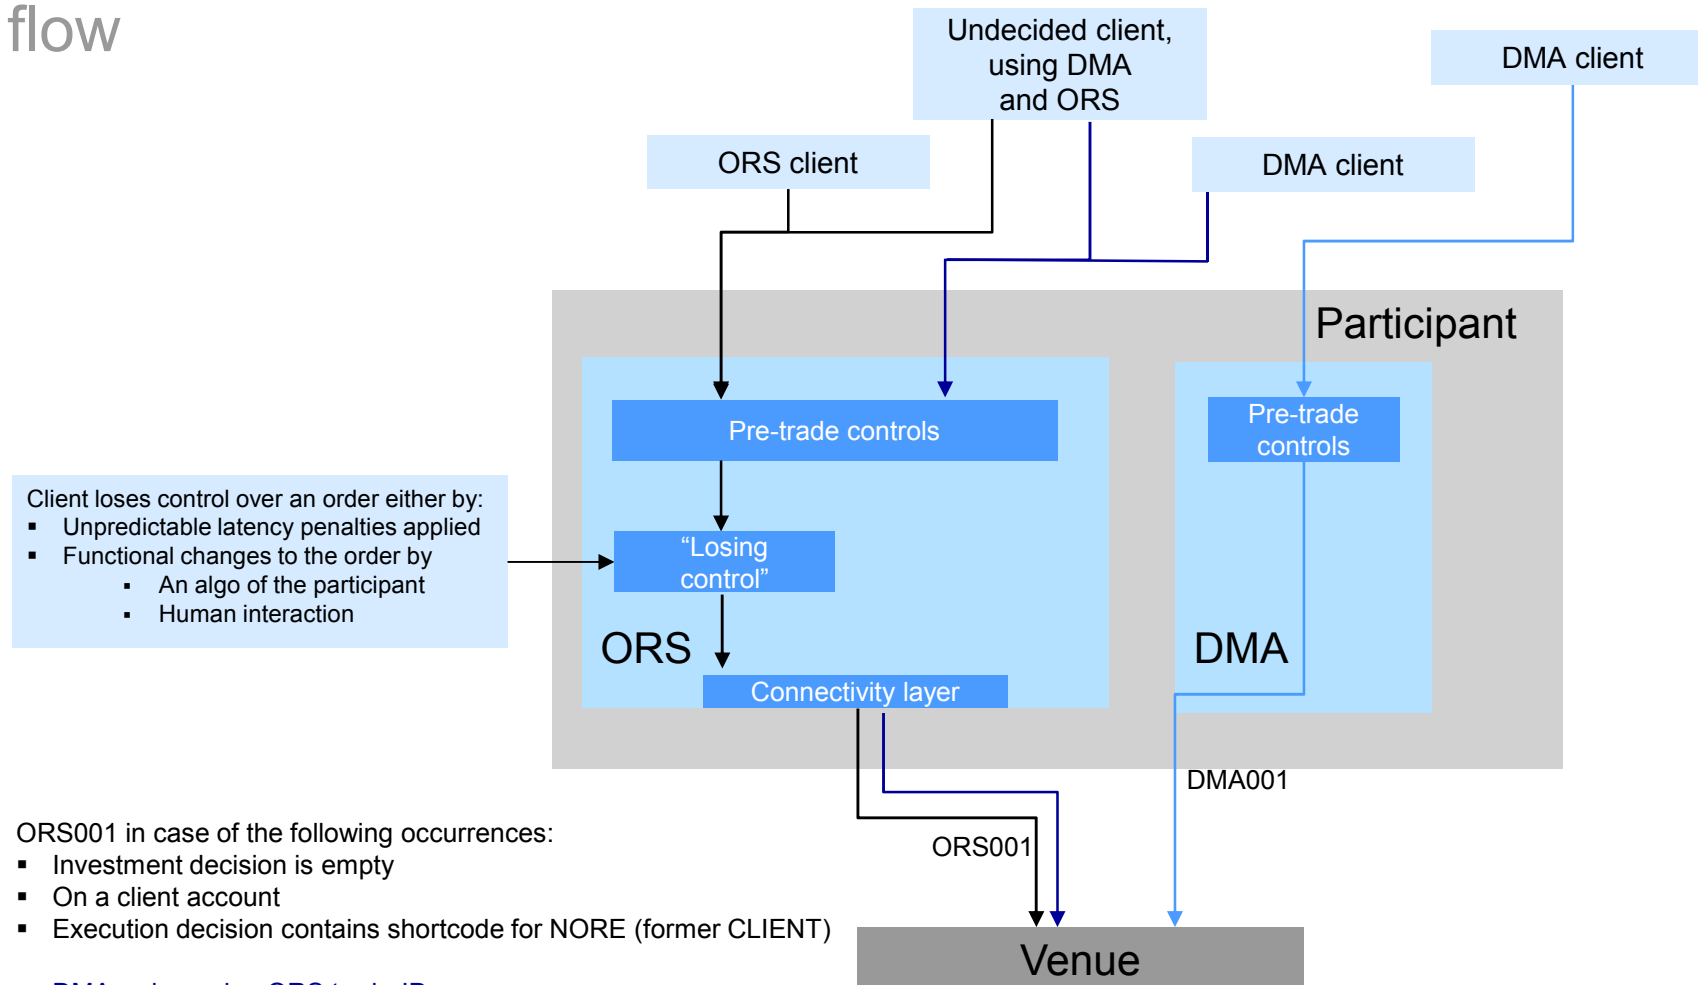 flow
Undecided client,
using DMA
and ORS
DMA client
ORS client
DMA client
Participant
Pre-trade controls
Pre-trade
controls
Client loses control over an order either by:
▪ Unpredictable latency penalties applied
▪ Functional changes to the order by
▪ An algo of the participant
▪ Human interaction
“Losing
control”
ORS
DMA
Connectivity layer
DMA001
ORS001
ORS001 in case of the following occurrences:
▪ Investment decision is empty
▪ On a client account
▪ Execution decision contains shortcode for NORE (former CLIENT)
Venue